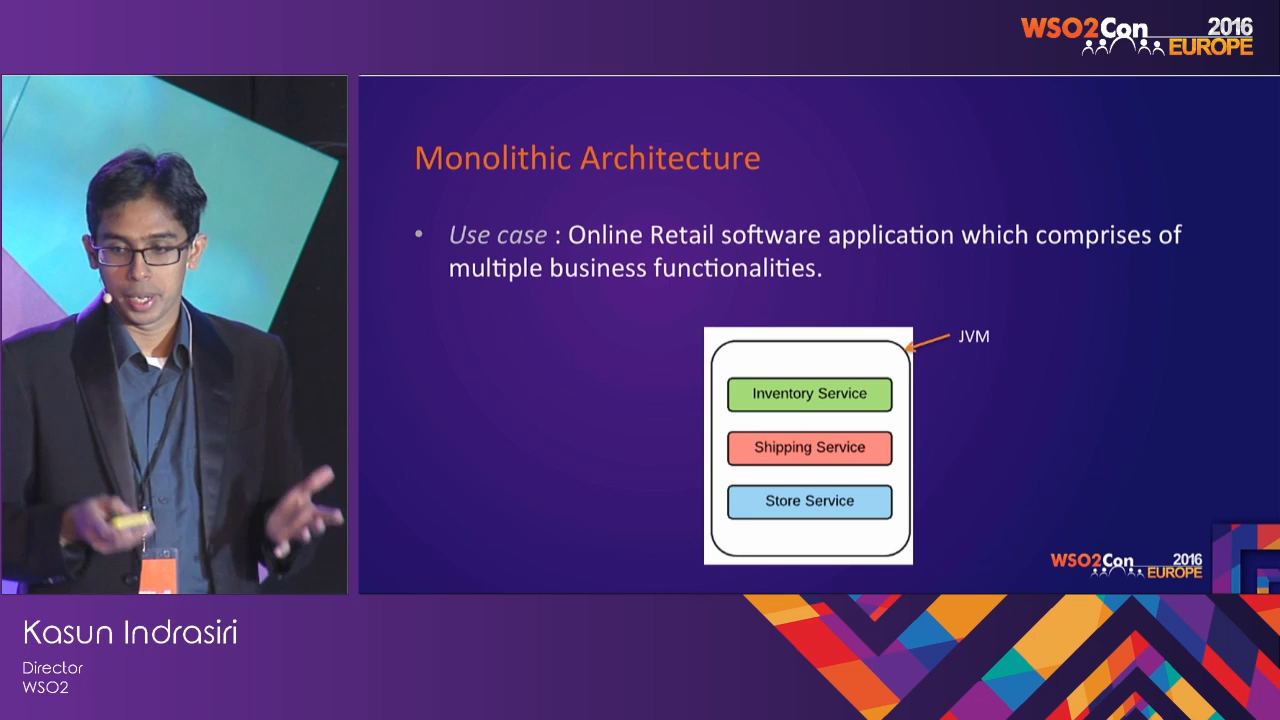 WSO2Con 2016
EUROPE
Monolithic Architecture
• Use case : Online Retail software application which comprises of
multiple business functionalities.
JVM
Inventory Service
Shipping Service
Store Service
WSO2Con 2016
EUROPE
Kasun Indrasiri
Director
WSO2